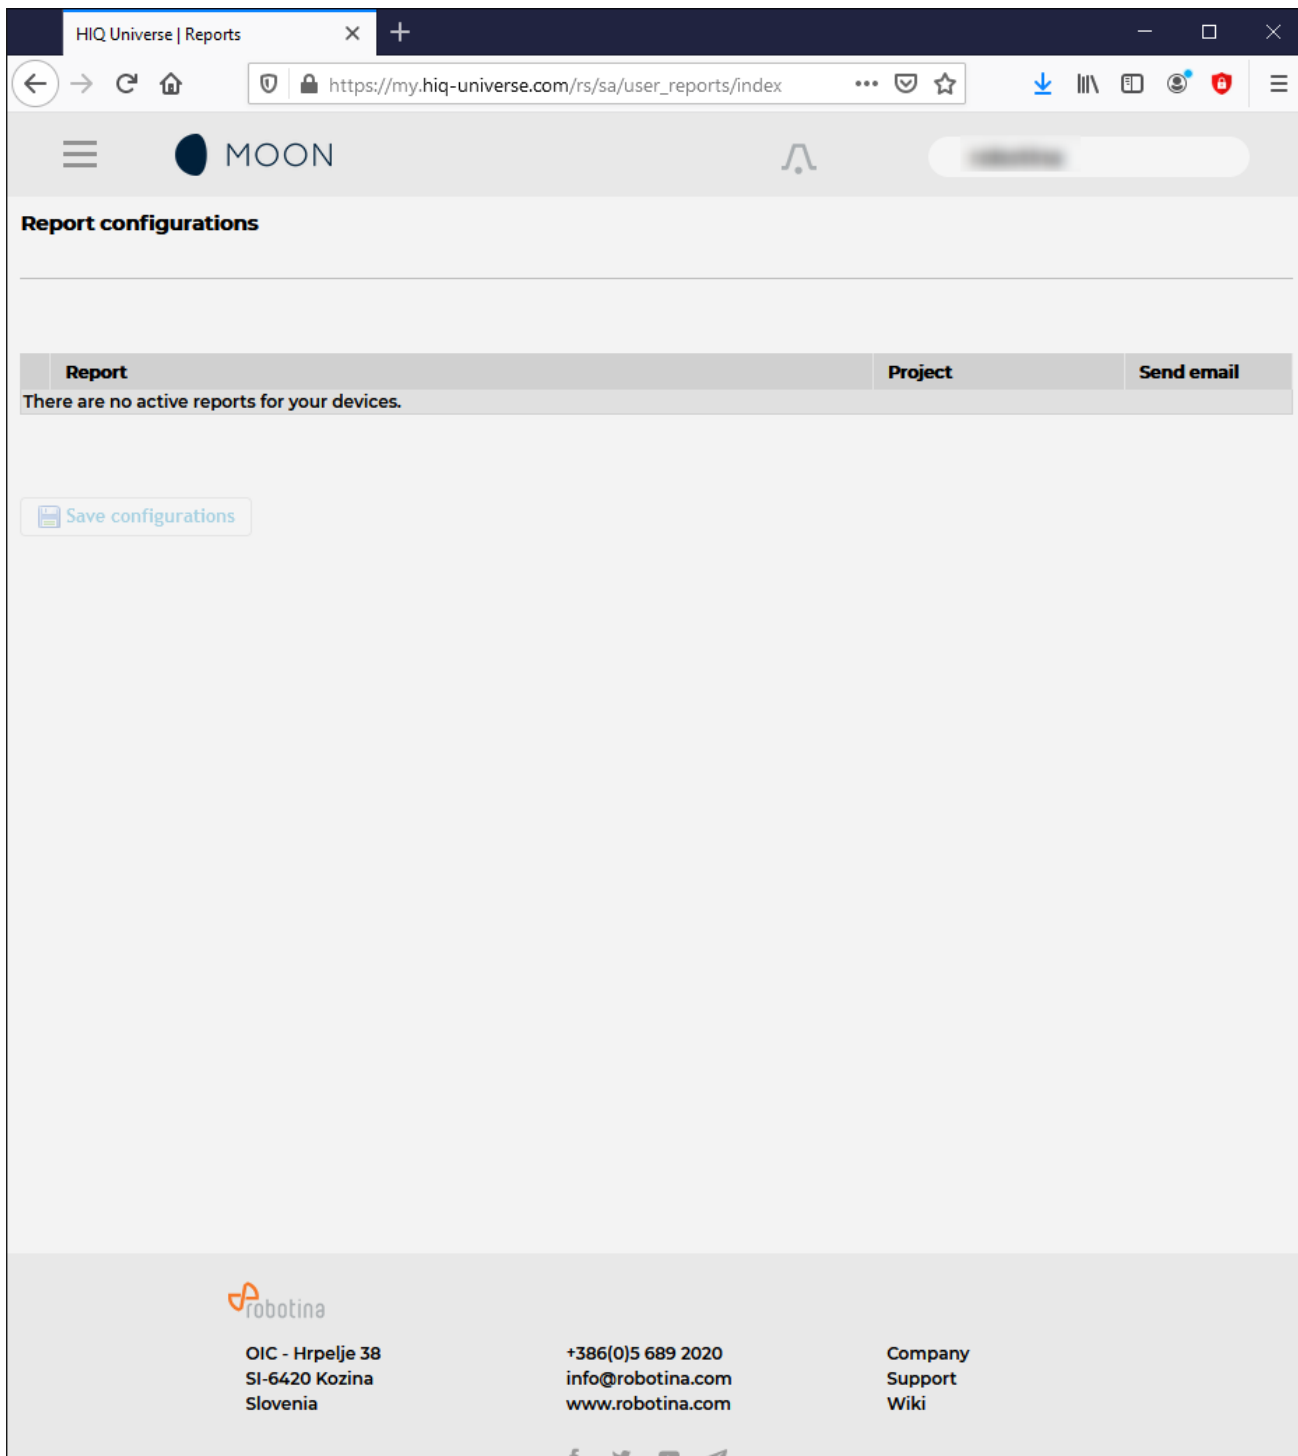 HIQ Universe | Reports
https://my.hiq-universe.com/rs/sa/user_reports/index
MOON
Report configurations
Report Project Send email
There are no active reports for your devices.
Save configurations
robotina
OIC - Hrpelje 38
SI-6420 Kozina
Slovenia
+386(0)5 689 2020
info@robotina.com
www.robotina.com
Company
Support
Wiki